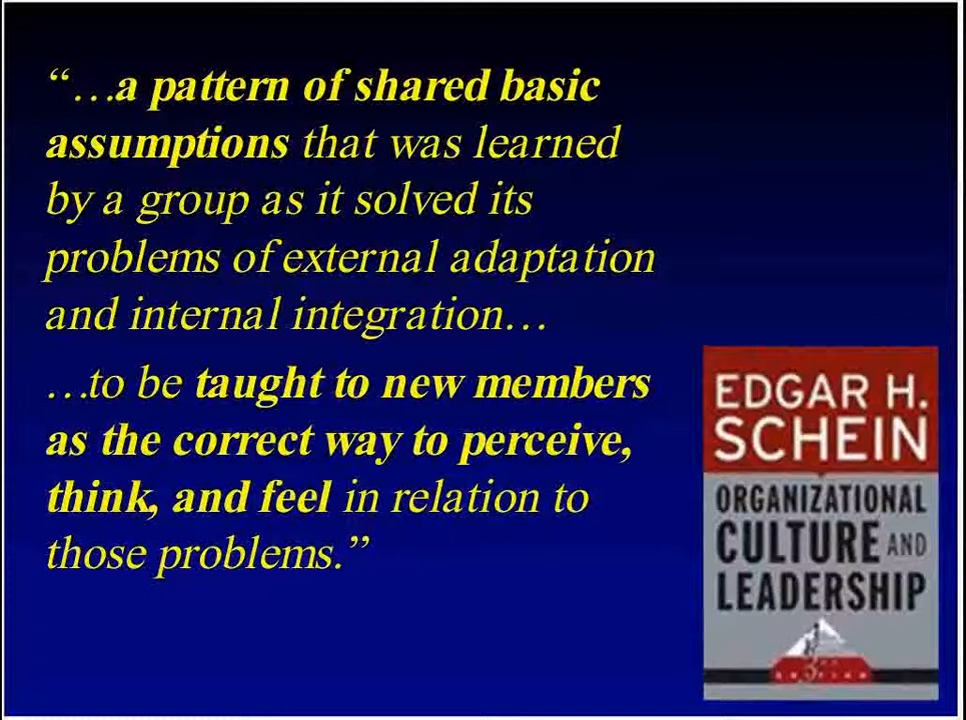 “…a pattern of shared basic
assumptions that was learned
by a group as it solved its
problems of external adaptation
and internal integration…
…to be taught to new members
as the correct way to perceive,
think, and feel in relation to
those problems.”
EDGAR H.
SCHEIN
ORGANIZATIONAL
CULTURE AND
LEADERSHIP